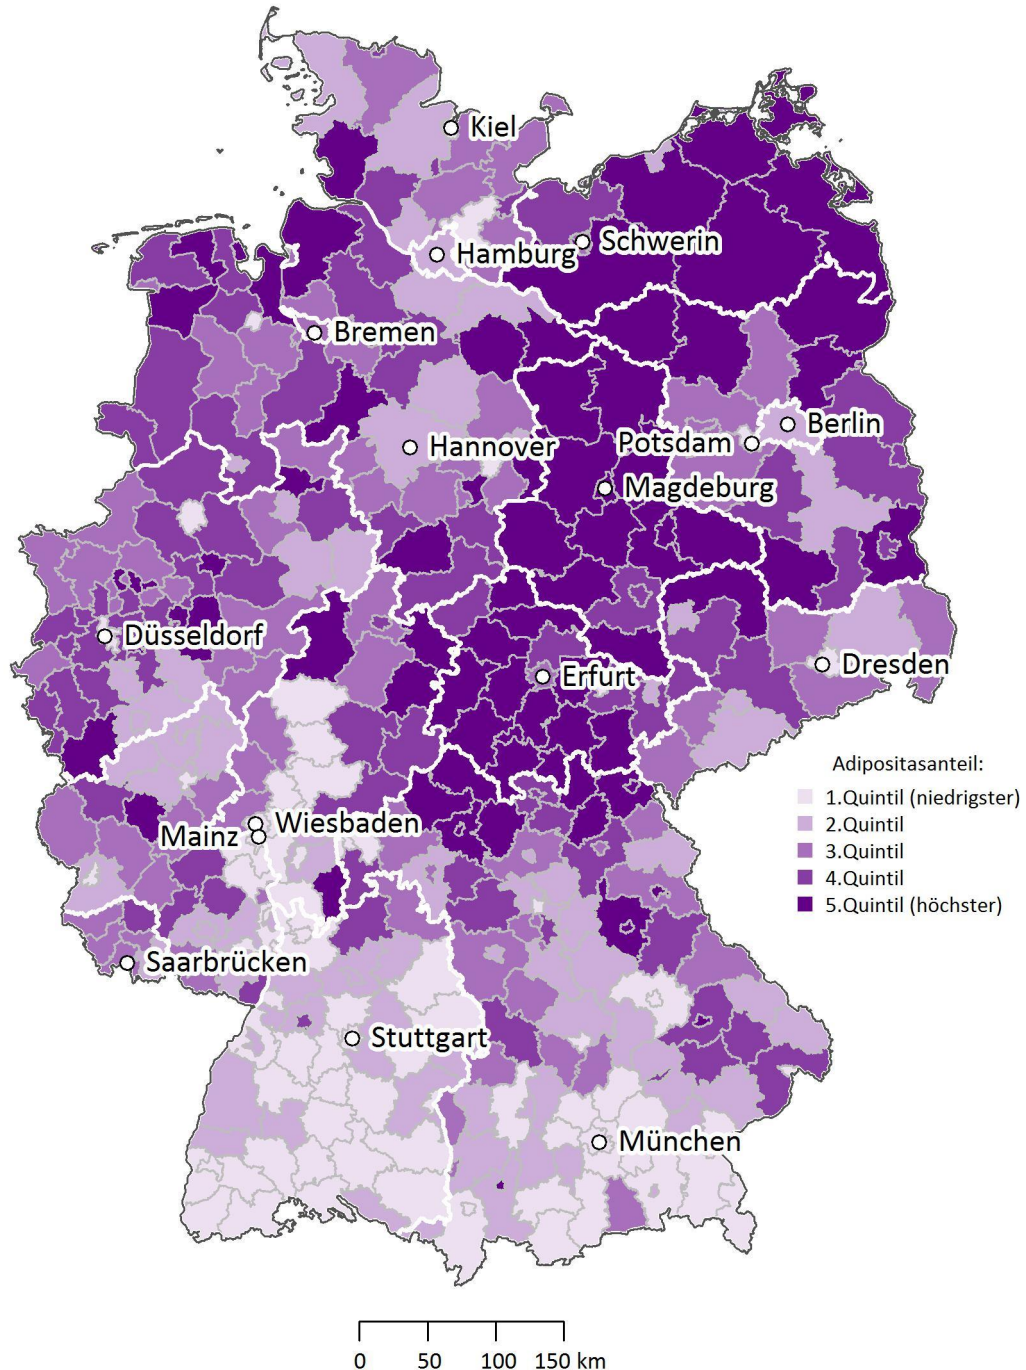 Kiel
Schwerin
Hamburg
Bremen
Berlin
Hannover
Potsdam
Magdeburg
Düsseldorf
Dresden
Erfurt
Adipositasanteil:
1.Quintil (niedrigster)
2.Quintil
3.Quintil
4.Quintil
5.Quintil (höchster)
Wiesbaden
Mainz
Saarbrücken
Stuttgart
München
0 50 100 150 km